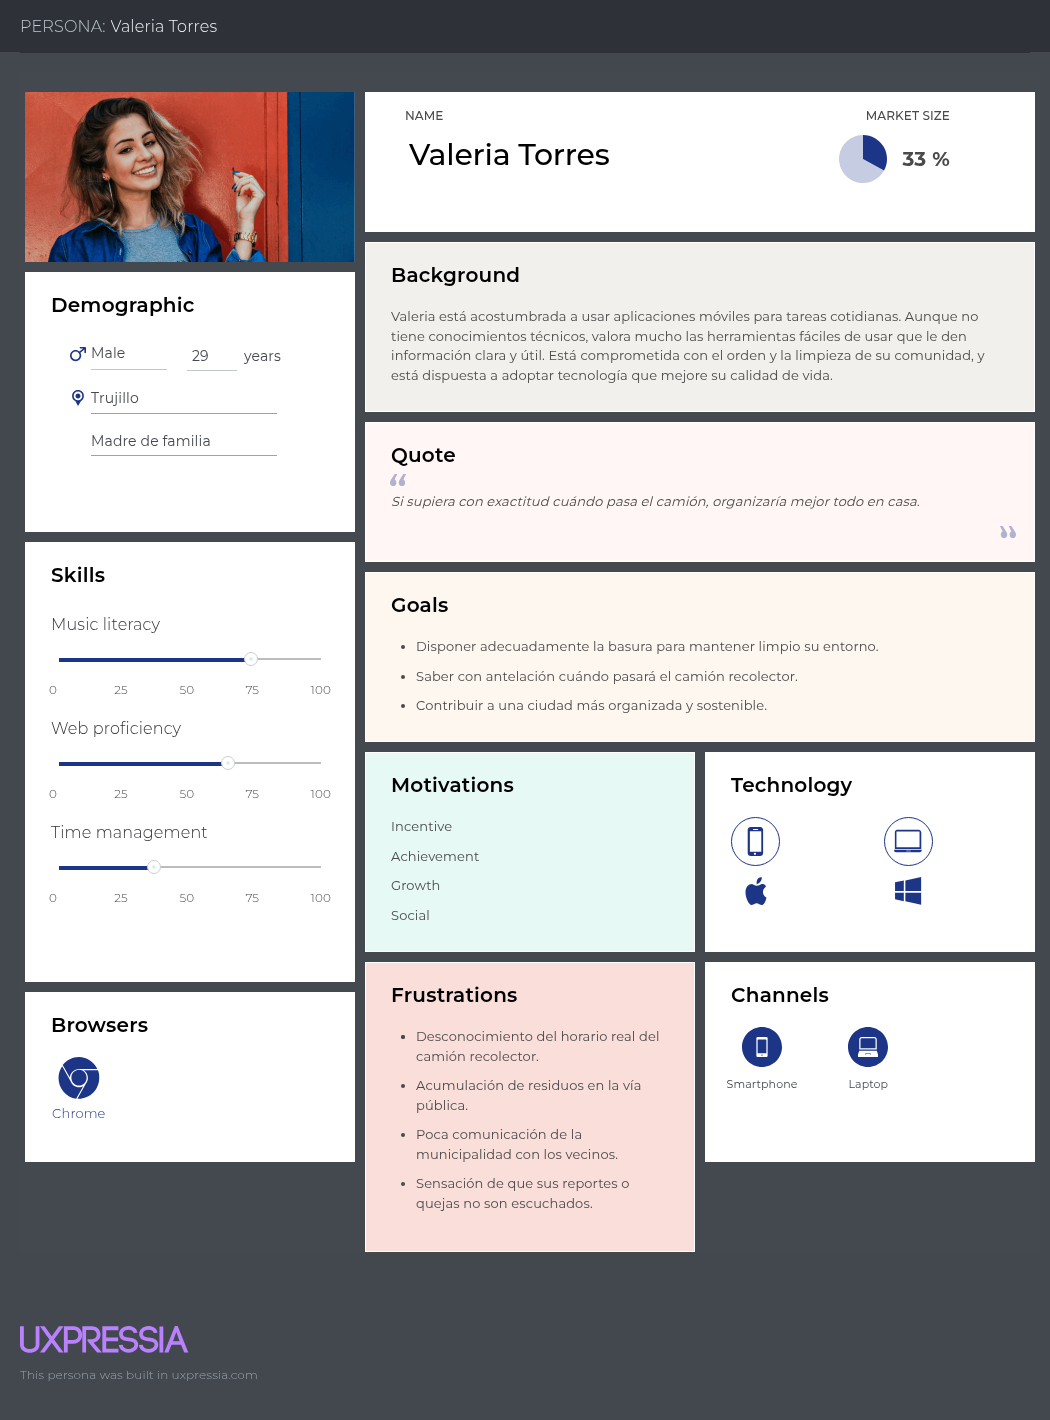 PERSONA: Valeria Torres
NAME
Valeria Torres
MARKET SIZE
33 %
Demographic
Male
29 years
Trujillo
Madre de familia
Background
Valeria está acostumbrada a usar aplicaciones móviles para tareas cotidianas. Aunque no
tiene conocimientos técnicos, valora mucho las herramientas fáciles de usar que le den
información clara y útil. Está comprometida con el orden y la limpieza de su comunidad, y
está dispuesta a adoptar tecnología que mejore su calidad de vida.
Quote
“
Si supiera con exactitud cuándo pasa el camión, organizaría mejor todo en casa.
”
Skills
Music literacy
0 25 50 75 100
Web proficiency
0 25 50 75 100
Time management
0 25 50 75 100
Goals
• Disponer adecuadamente la basura para mantener limpio su entorno.
• Saber con antelación cuándo pasará el camión recolector.
• Contribuir a una ciudad más organizada y sostenible.
Motivations
Incentive
Achievement
Growth
Social
Technology
Browsers
Chrome
Frustrations
• Desconocimiento del horario real del
camión recolector.
• Acumulación de residuos en la vía
pública.
• Poca comunicación de la
municipalidad con los vecinos.
• Sensación de que sus reportes o
quejas no son escuchados.
Channels
Smartphone
Laptop
UXPRESSIA
This persona was built in uxpressia.com